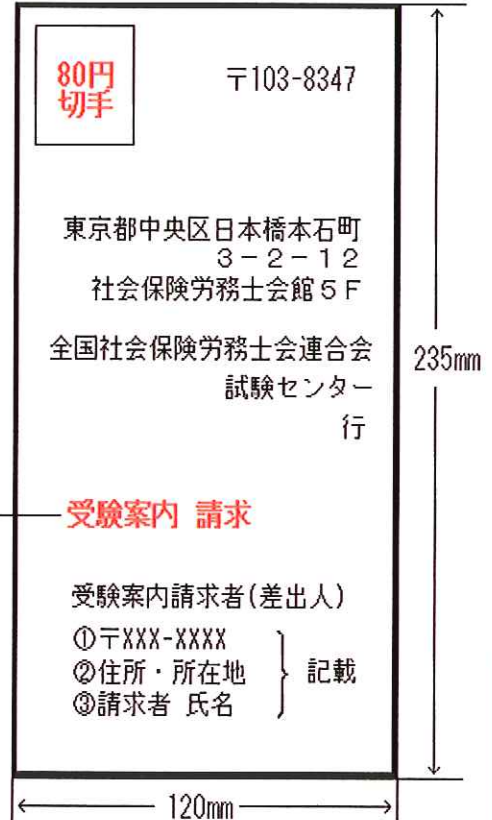 80円
切手
〒103-8347
東京都中央区日本橋本石町
３－２－１２
社会保険労務士会館５Ｆ
全国社会保険労務士会連合会
試験センター
行
235mm
受験案内 請求
受験案内請求者(差出人)
①〒XXX-XXXX
②住所・所在地
③請求者 氏名
記載
120mm